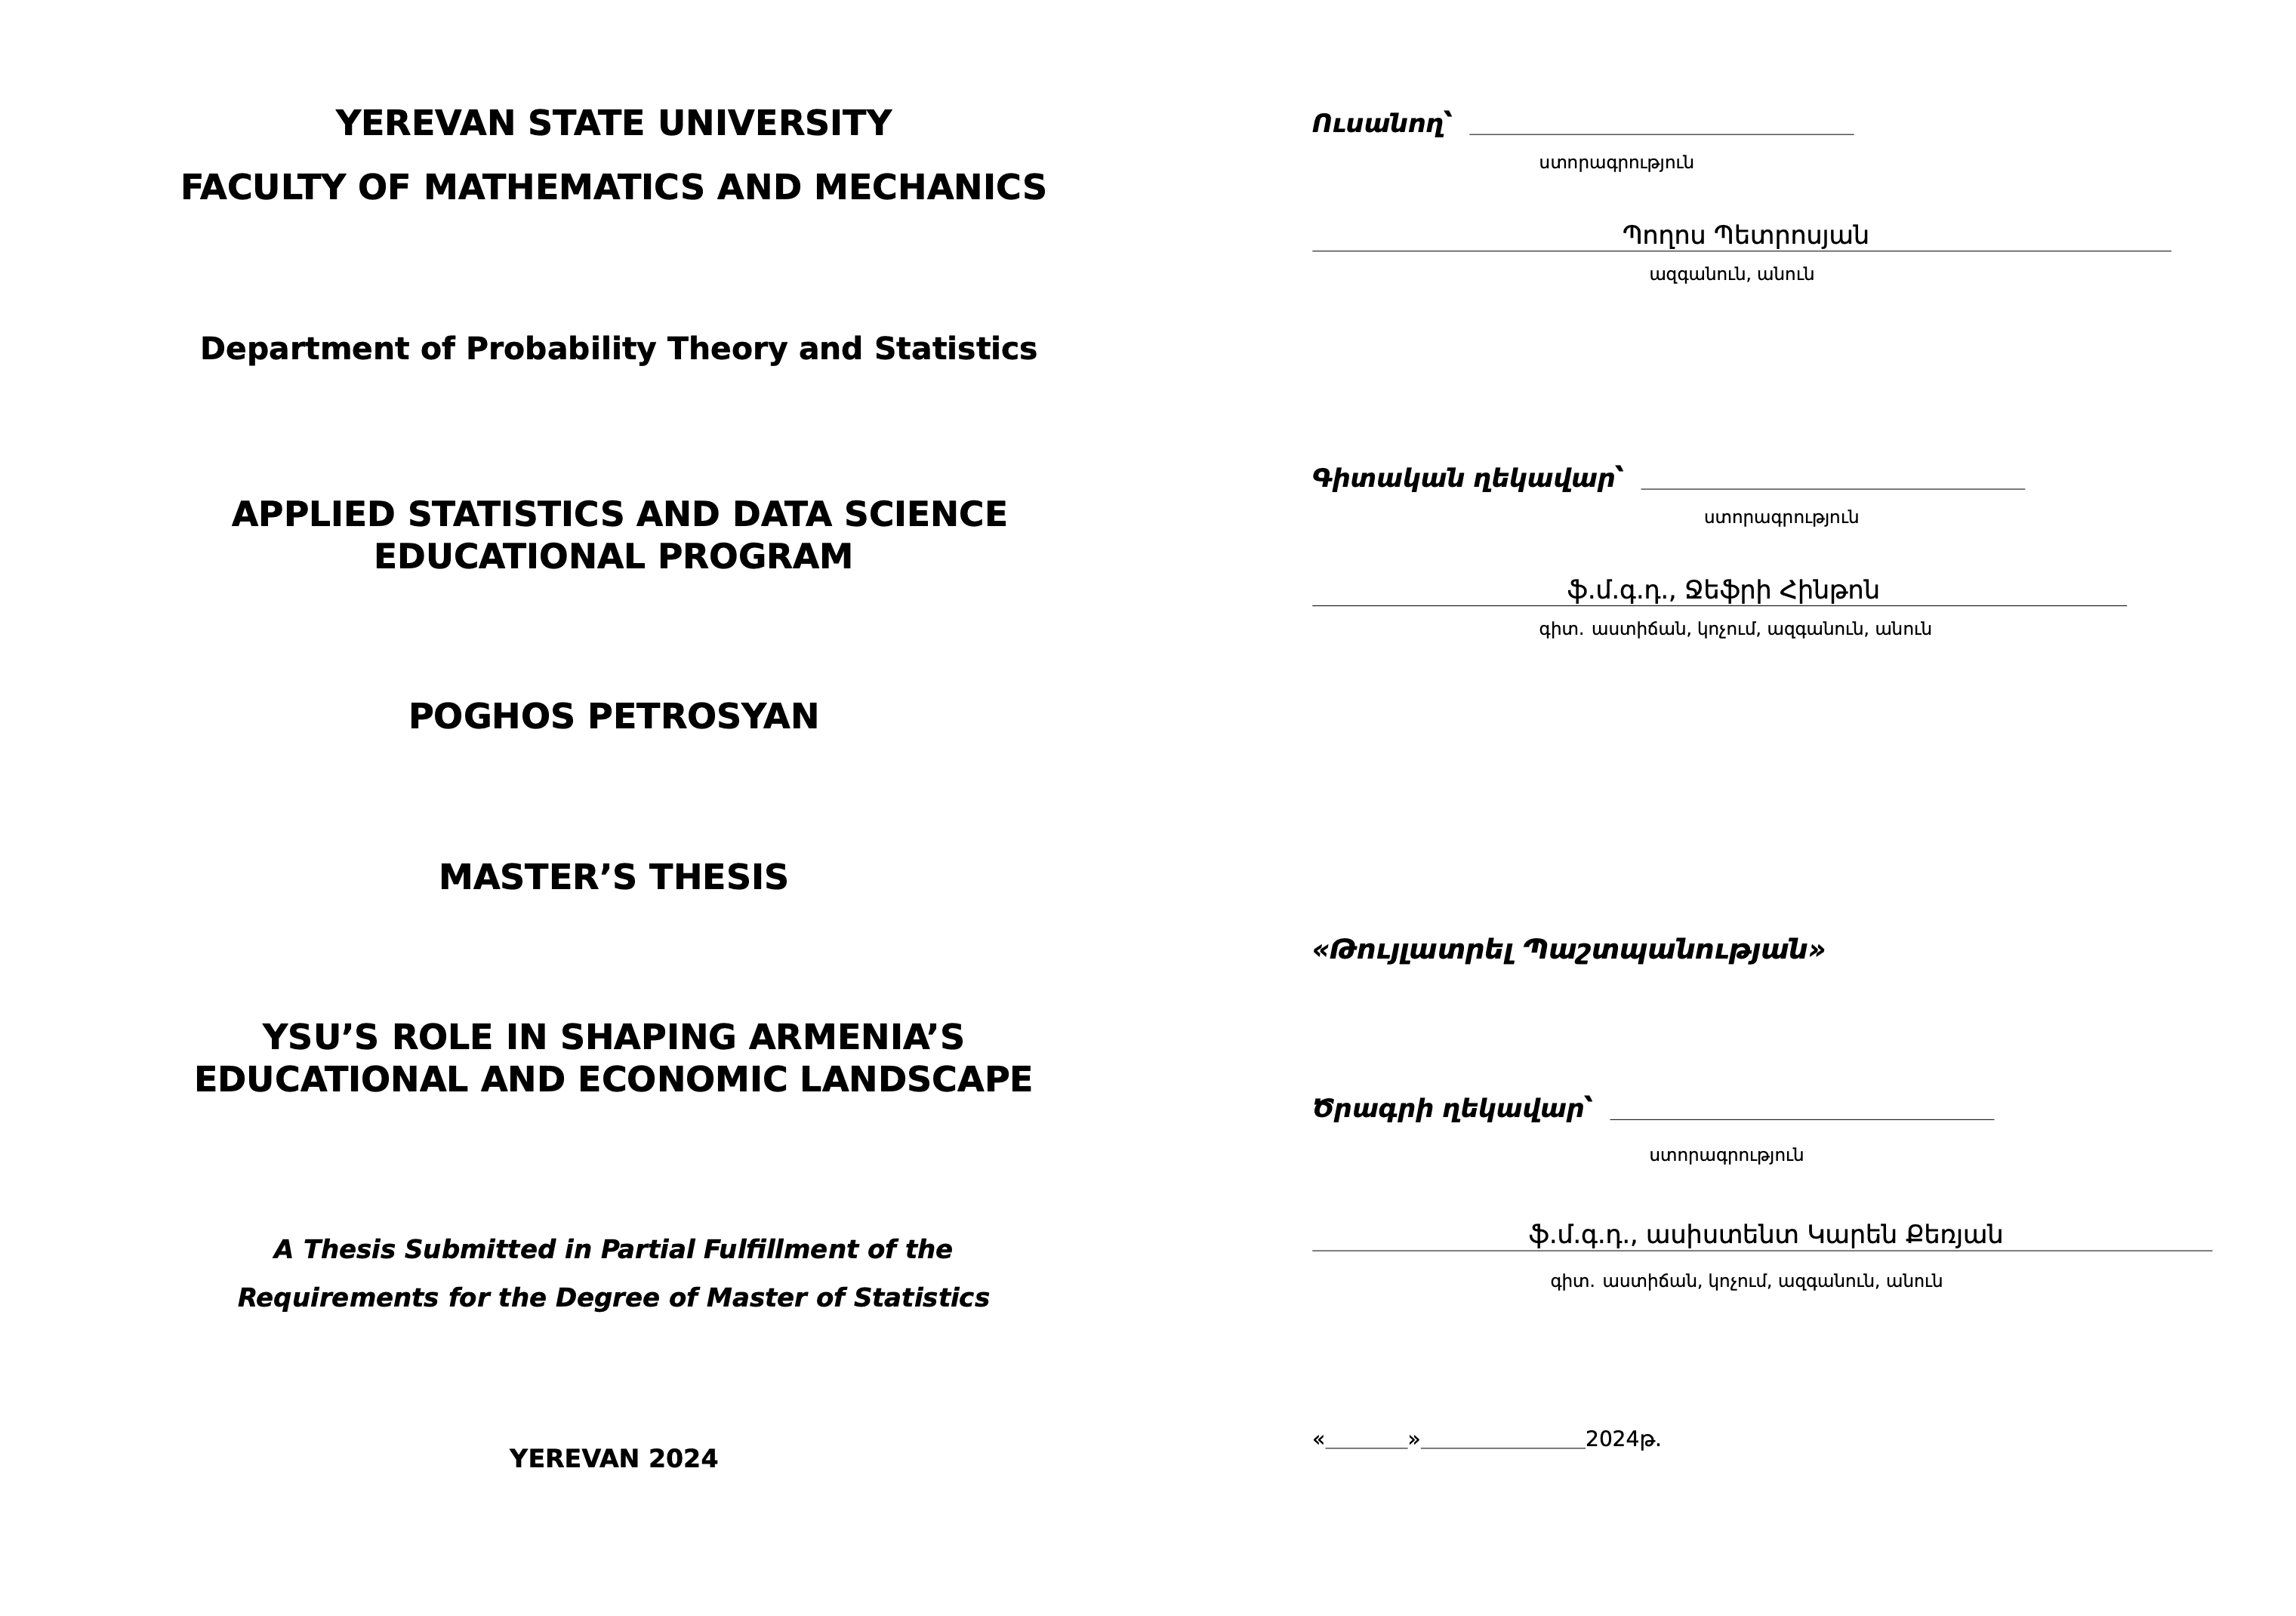 YEREVAN STATE UNIVERSITY
FACULTY OF MATHEMATICS AND MECHANICS
Department of Probability Theory and Statistics
APPLIED STATISTICS AND DATA SCIENCE
EDUCATIONAL PROGRAM
POGHOS PETROSYAN
MASTER’S THESIS
YSU’S ROLE IN SHAPING ARMENIA’S
EDUCATIONAL AND ECONOMIC LANDSCAPE
A Thesis Submitted in Partial Fulfillment of the
Requirements for the Degree of Master of Statistics
YEREVAN 2024
Ուսանող՝ ____________________
ստորագրություն
Պողոս Պետրոսյան
ազգանուն, անուն
Գիտական ղեկավար՝ ____________________
ստորագրություն
ֆ.մ.գ.դ., Ջեֆրի Հինթոն
գիտ. աստիճան, կոչում, ազգանուն, անուն
«Թույլատրել Պաշտպանության»
Ծրագրի ղեկավար՝ ____________________
ստորագրություն
ֆ.մ.գ.դ., ասիստենտ Կարեն Քեռյան
գիտ. աստիճան, կոչում, ազգանուն, անուն
«_______»______________2024թ.